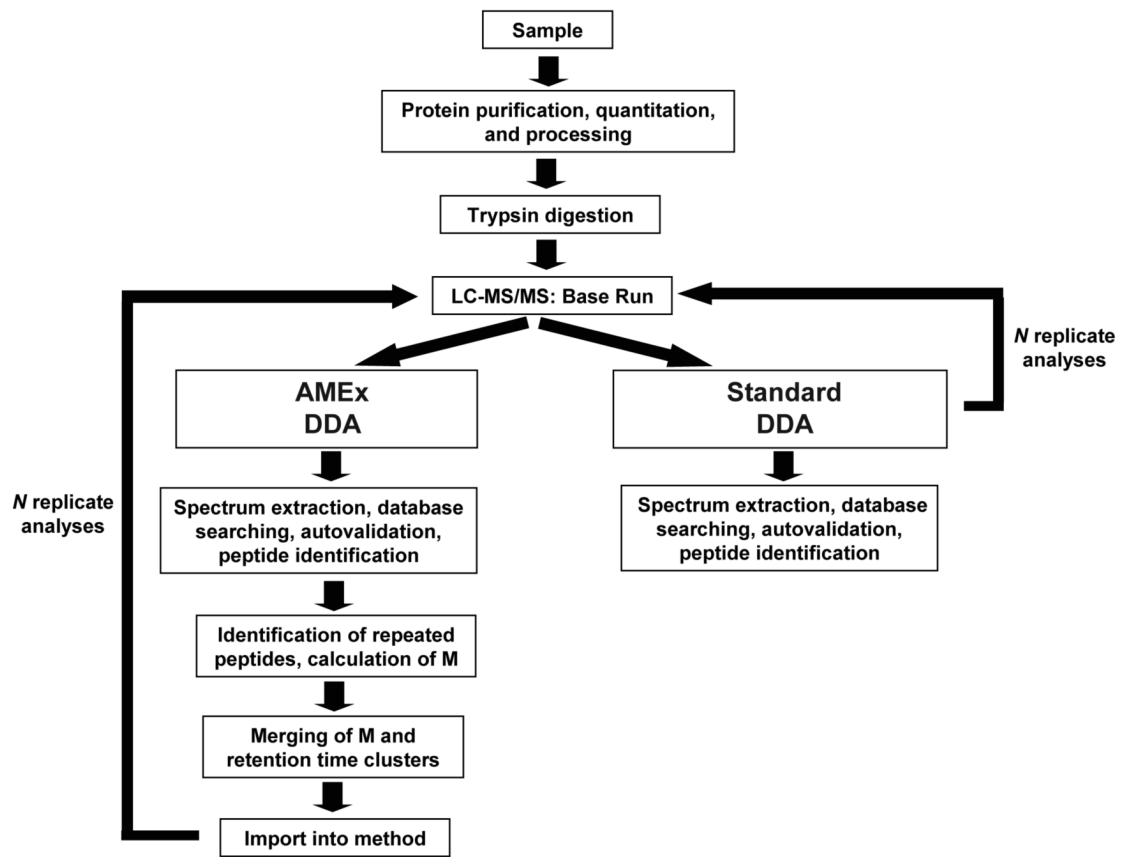 Sample
Protein purification, quantitation,
and processing
Trypsin digestion
LC-MS/MS: Base Run
AMEx
DDA
Standard
DDA
N replicate
analyses
N replicate
analyses
Spectrum extraction, database
searching, autovalidation,
peptide identification
Spectrum extraction, database
searching, autovalidation,
peptide identification
Identification of repeated
peptides, calculation of M
Merging of M and
retention time clusters
Import into method